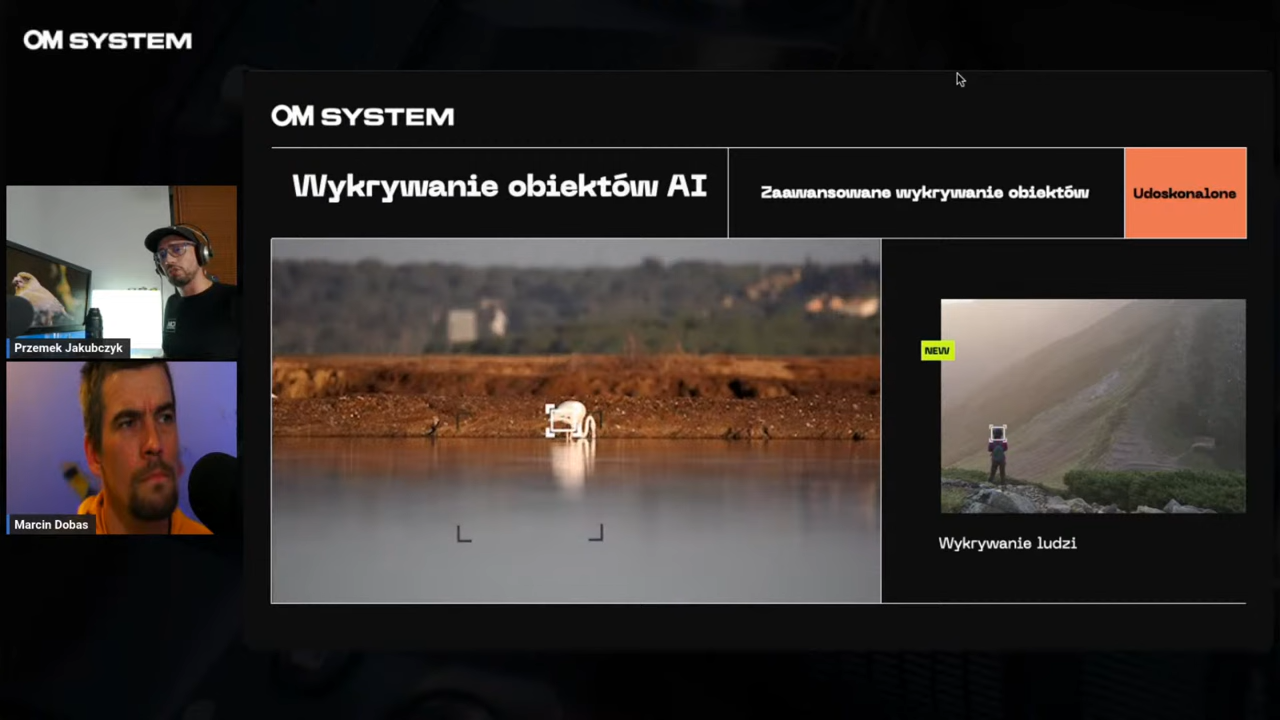 OM SYSTEM
OM SYSTEM
Wykrywanie obiektów AI
Zaawansowane wykrywanie obiektów
Udoskonalone
NEW
Wykrywanie ludzi
Przemek Jakubczyk
Marcin Dobas